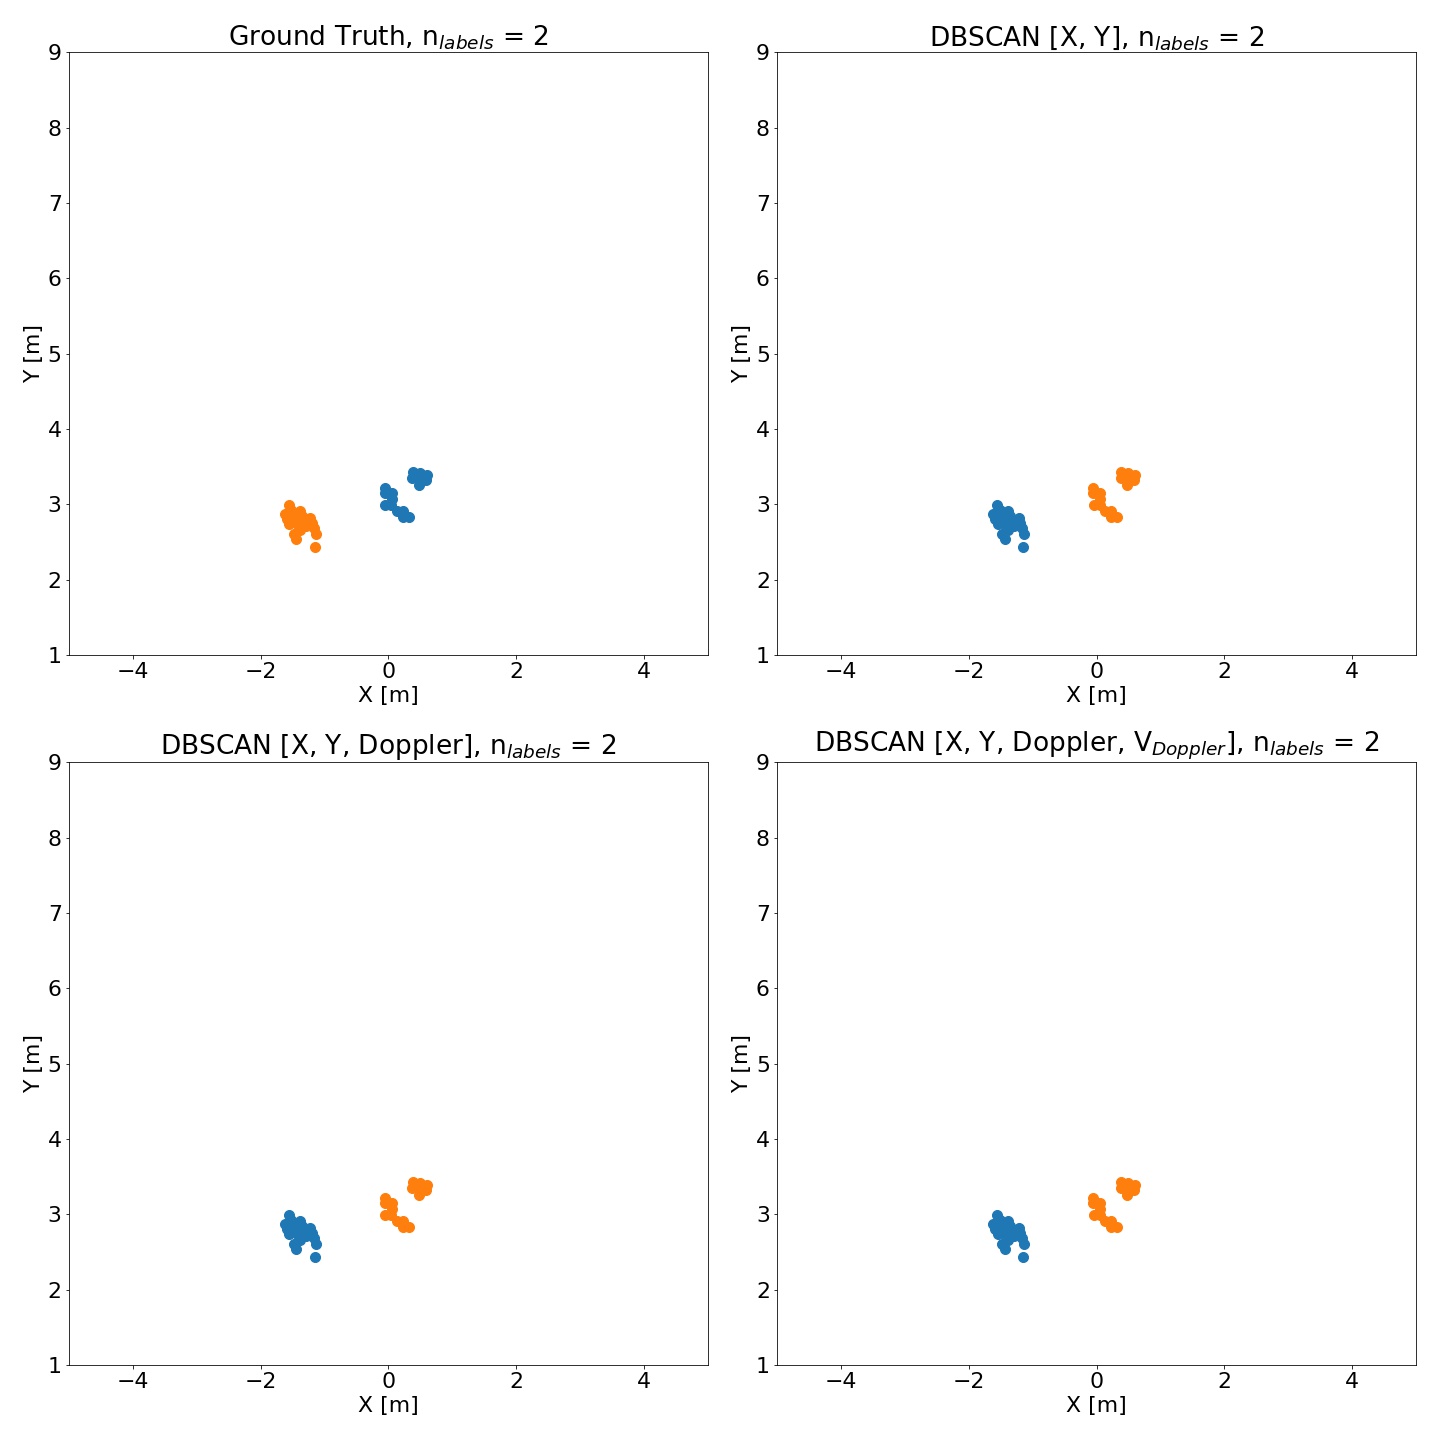 Ground Truth, n_labels = 2
9
8
7
6
5
4
3
2
1
Y [m]
−4 −2 0 2 4
X [m]
DBSCAN [X, Y], n_labels = 2
9
8
7
6
5
4
3
2
1
Y [m]
−4 −2 0 2 4
X [m]
DBSCAN [X, Y, Doppler], n_labels = 2
9
8
7
6
5
4
3
2
1
Y [m]
−4 −2 0 2 4
X [m]
DBSCAN [X, Y, Doppler, V_Doppler], n_labels = 2
9
8
7
6
5
4
3
2
1
Y [m]
−4 −2 0 2 4
X [m]